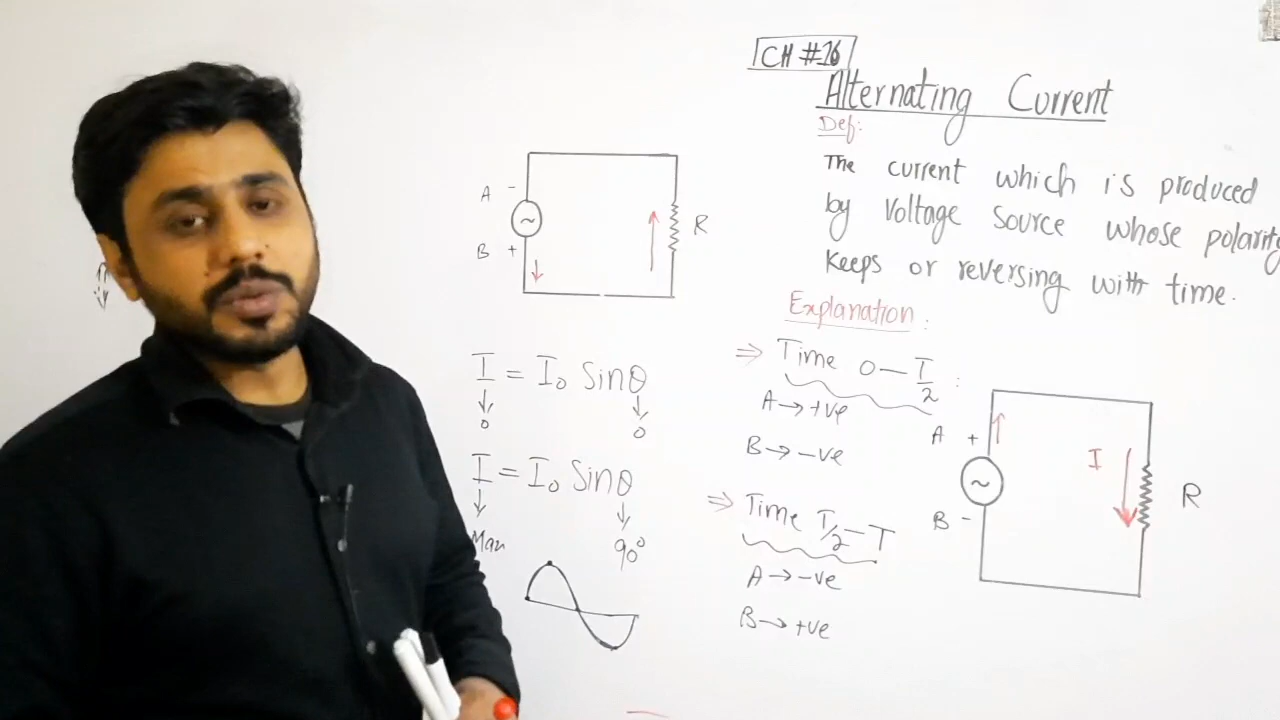 CH #16
Alternating Current
Def:
The current which is produced
by Voltage source whose polarity
keeps or reversing with time.
Explanation:
⇒ Time 0 — T/2 :
A → +ve
B → -ve
⇒ Time T/2 — T
A → -ve
B → +ve
A -
B +
~
R
I = I₀ Sinθ
↓ ↓
0 0
I = I₀ Sinθ
↓ ↓
Max 90°
A +
B -
~
I
R